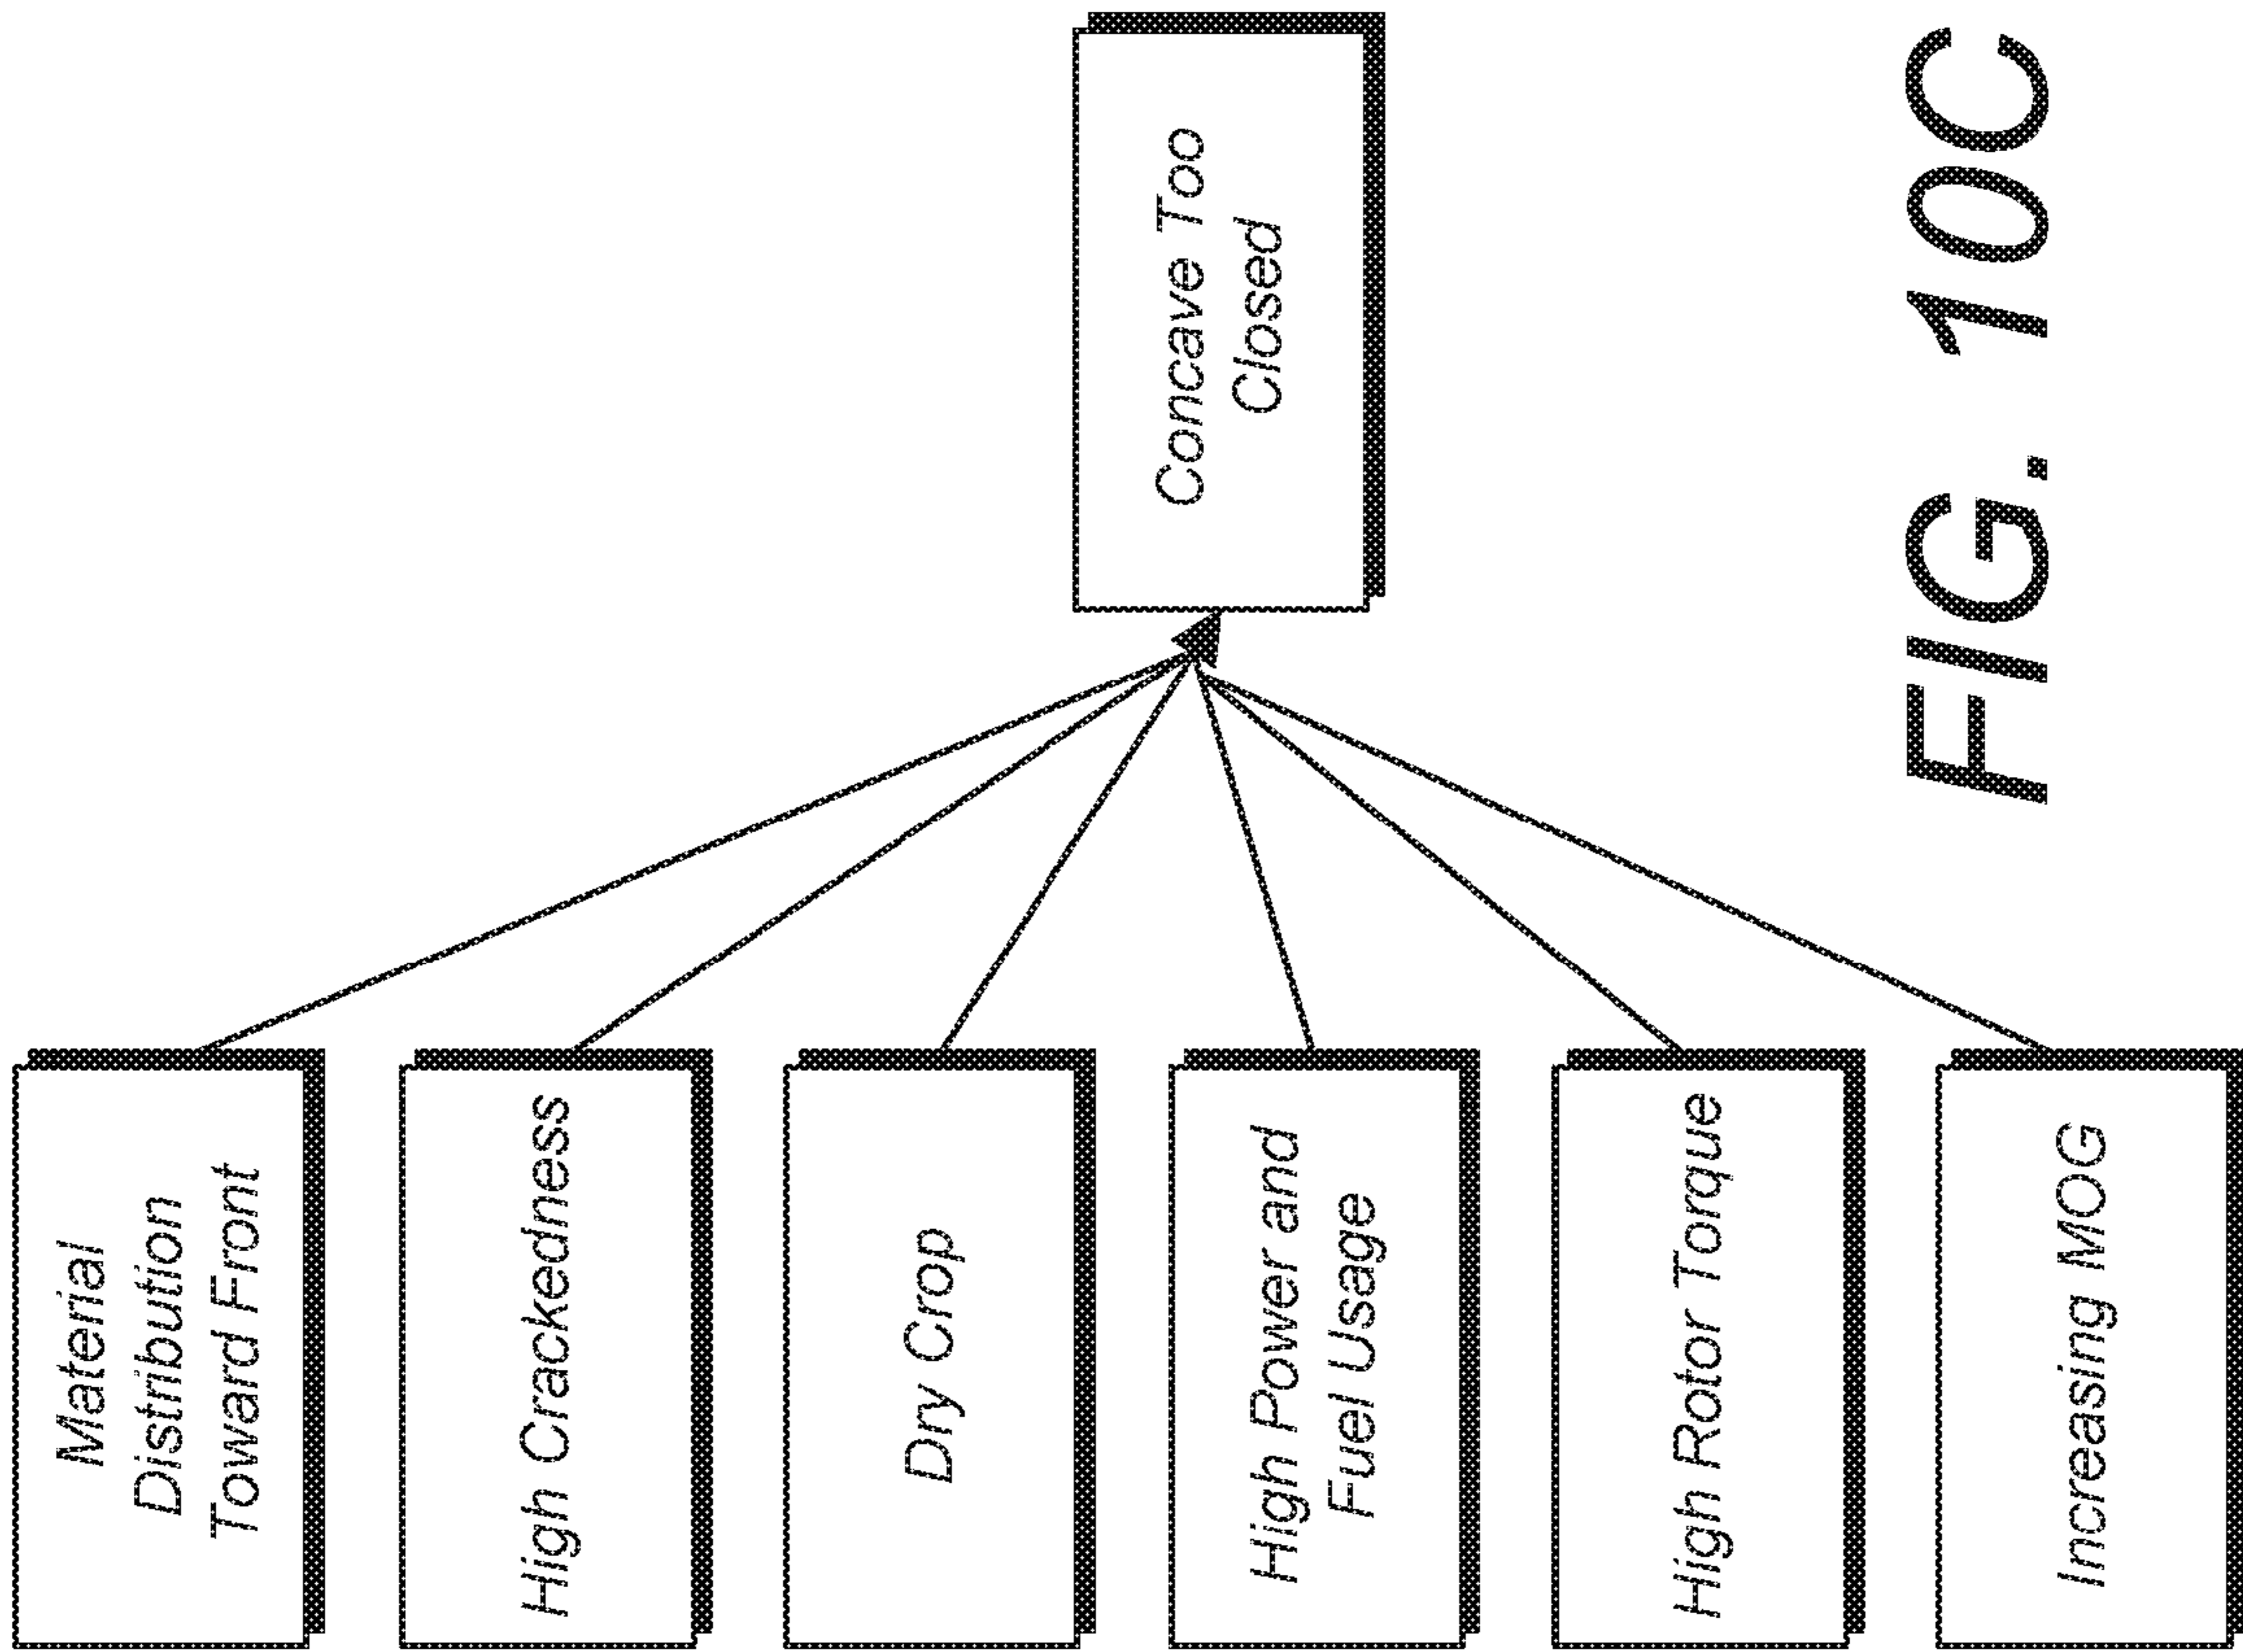 Material
Distribution
Toward Front
High Crackedness
Dry Crop
High Power and
Fuel Usage
High Rotor Torque
Increasing MOG
Concave Too
Closed
FIG. 10C